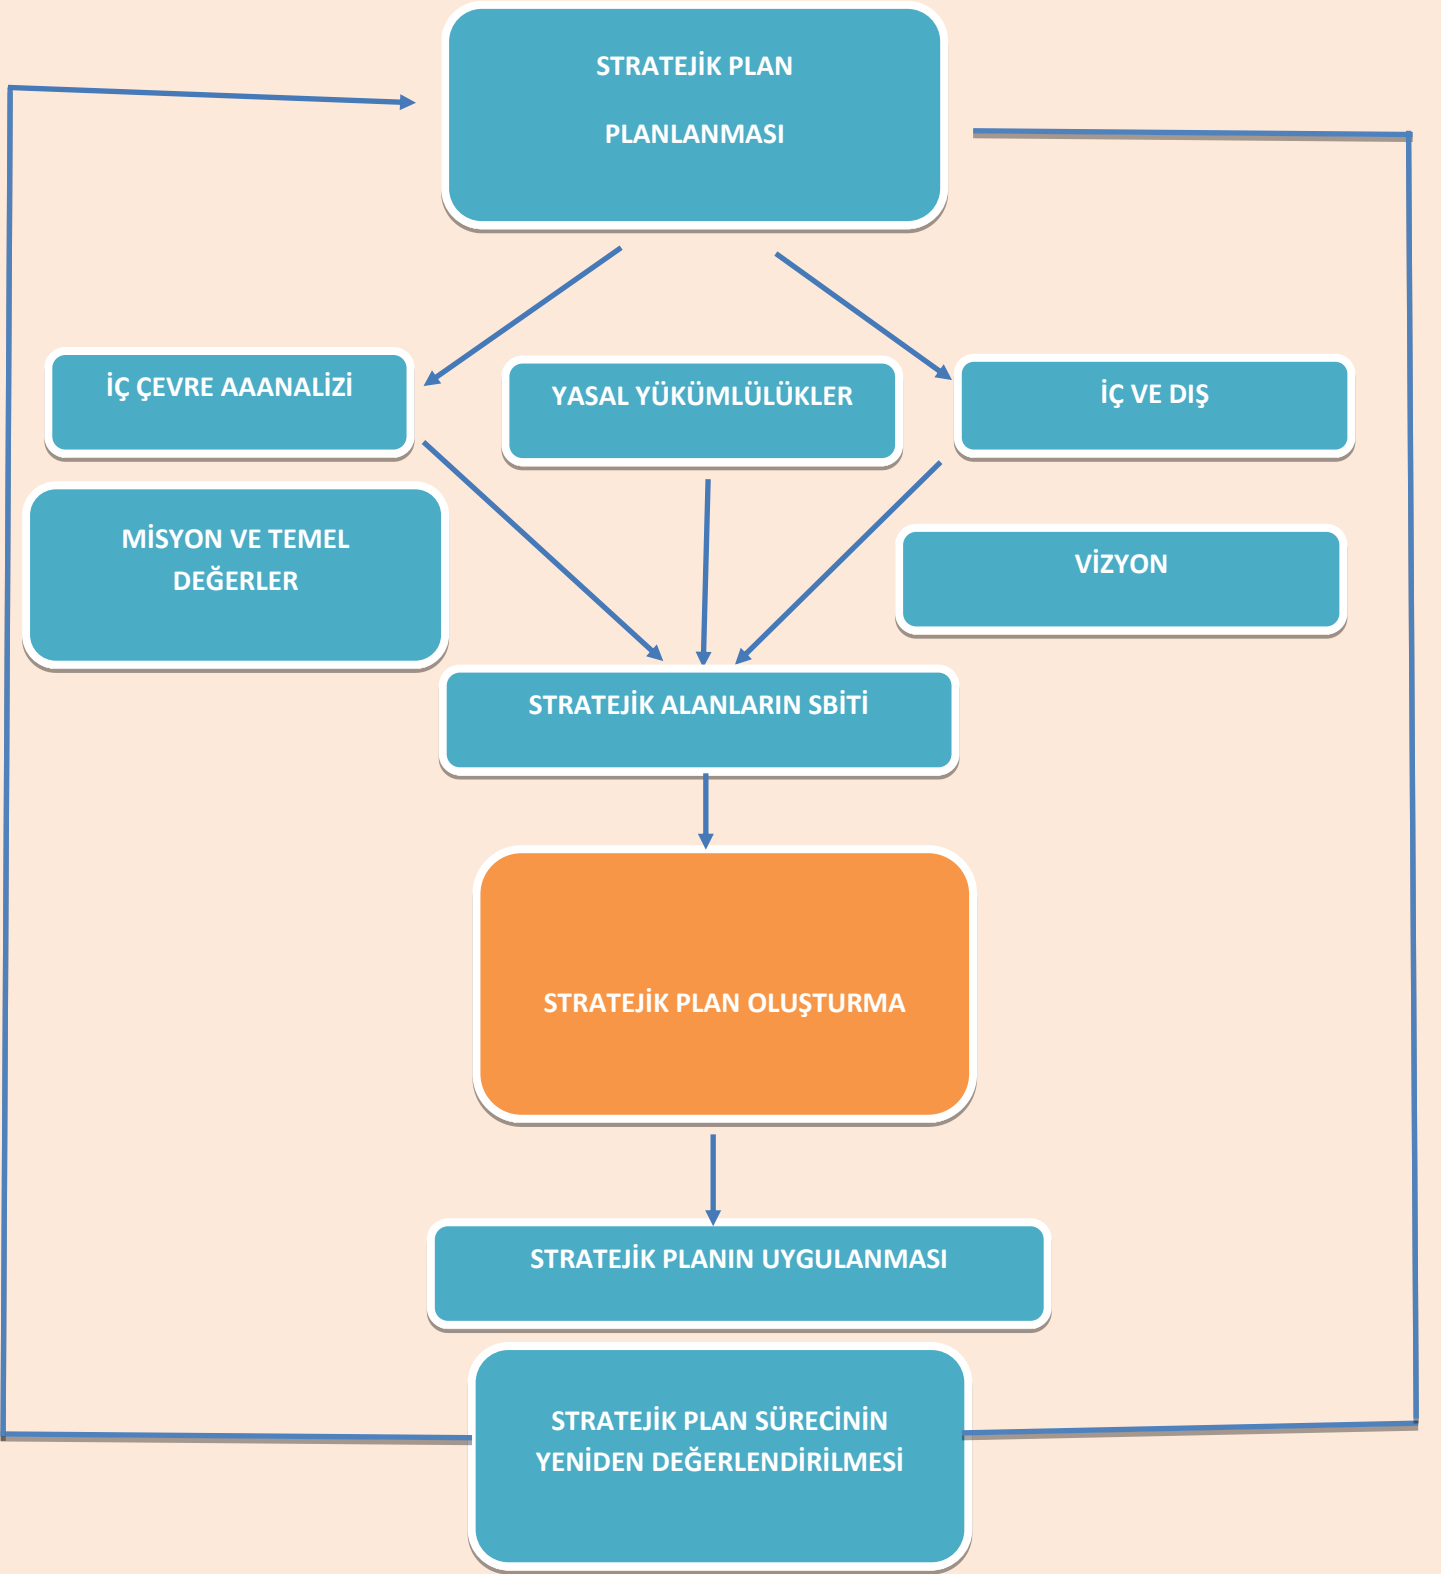 STRATEJİK PLAN
PLANLANMASI
İÇ ÇEVRE AAANALİZİ
YASAL YÜKÜMLÜLÜKLER
İÇ VE DIŞ
MİSYON VE TEMEL
DEĞERLER
VİZYON
STRATEJİK ALANLARIN SBİTİ
STRATEJİK PLAN OLUŞTURMA
STRATEJİK PLANIN UYGULANMASI
STRATEJİK PLAN SÜRECİNİN
YENİDEN DEĞERLENDİRİLMESİ